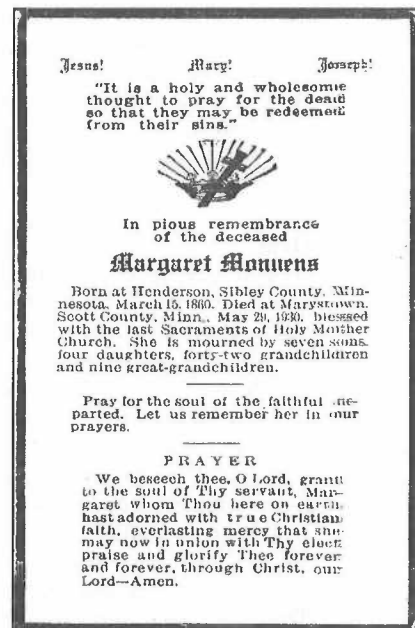 Jesus! Mary! Joseph!
"It is a holy and wholesome
thought to pray for the dead
so that they may be redeemed
from their sins."
In pious remembrance
of the deceased
Margaret Monnens
Born at Henderson, Sibley County, Min-
nesota, March 15, 1860. Died at Marystown,
Scott County, Minn., May 29, 1930, blessed
with the last Sacraments of Holy Mother
Church. She is mourned by seven sons,
four daughters, forty-two grandchildren
and nine great-grandchildren.
Pray for the soul of the faithful de-
parted. Let us remember her in our
prayers.
PRAYER
We beseech thee, O Lord, grant
to the soul of Thy servant, Mar-
garet whom Thou here on earth
hast adorned with true Christian
faith, everlasting mercy that she
may now in union with Thy elect
praise and glorify Thee forever
and forever, through Christ, our
Lord—Amen.